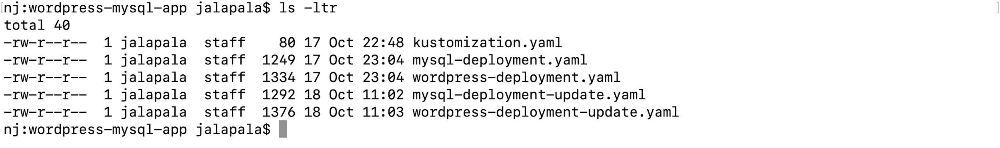 nj:wordpress-mysql-app jalapala$ ls -ltr
total 40
-rw-r--r--  1 jalapala  staff    80 17 Oct 22:48 kustomization.yaml
-rw-r--r--  1 jalapala  staff  1249 17 Oct 23:04 mysql-deployment.yaml
-rw-r--r--  1 jalapala  staff  1334 17 Oct 23:04 wordpress-deployment.yaml
-rw-r--r--  1 jalapala  staff  1292 18 Oct 11:02 mysql-deployment-update.yaml
-rw-r--r--  1 jalapala  staff  1376 18 Oct 11:03 wordpress-deployment-update.yaml
nj:wordpress-mysql-app jalapala$